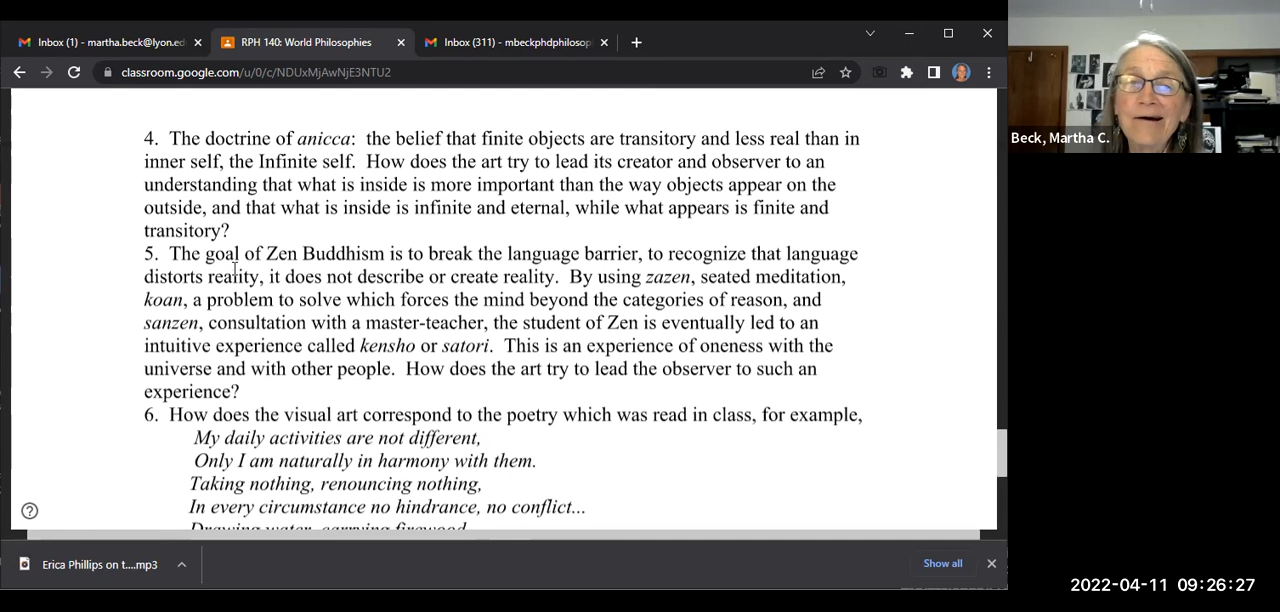 Inbox (1) - martha.beck@lyon.ed
RPH 140: World Philosophies
Inbox (311) - mbeckphdphilosop
classroom.google.com/u/0/c/NDUxMjAwNjE3NTU2
Beck, Martha C.
4. The doctrine of anicca: the belief that finite objects are transitory and less real than in
inner self, the Infinite self. How does the art try to lead its creator and observer to an
understanding that what is inside is more important than the way objects appear on the
outside, and that what is inside is infinite and eternal, while what appears is finite and
transitory?
5. The goal of Zen Buddhism is to break the language barrier, to recognize that language
distorts reality, it does not describe or create reality. By using zazen, seated meditation,
koan, a problem to solve which forces the mind beyond the categories of reason, and
sanzen, consultation with a master-teacher, the student of Zen is eventually led to an
intuitive experience called kensho or satori. This is an experience of oneness with the
universe and with other people. How does the art try to lead the observer to such an
experience?
6. How does the visual art correspond to the poetry which was read in class, for example,
My daily activities are not different,
Only I am naturally in harmony with them.
Taking nothing, renouncing nothing,
In every circumstance no hindrance, no conflict...
Drawing water, carrying firewood
Erica Phillips on t....mp3
Show all
2022-04-11 09:26:27